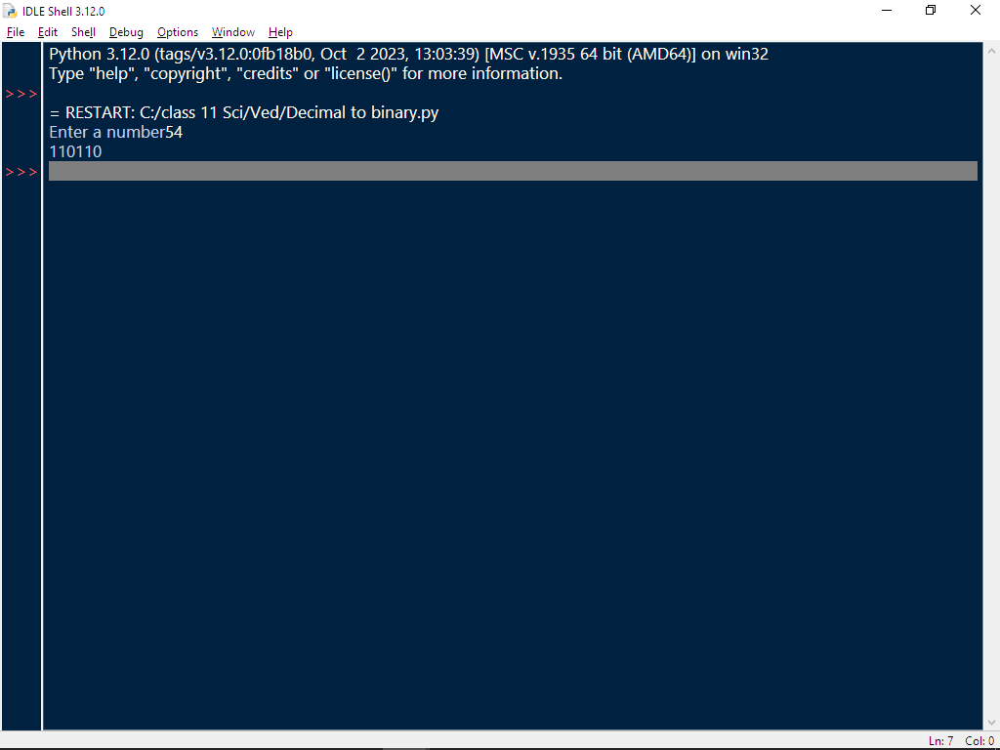 IDLE Shell 3.12.0
File Edit Shell Debug Options Window Help
Python 3.12.0 (tags/v3.12.0:0fb18b0, Oct  2 2023, 13:03:39) [MSC v.1935 64 bit (AMD64)] on win32
Type "help", "copyright", "credits" or "license()" for more information.
>>>
= RESTART: C:/class 11 Sci/Ved/Decimal to binary.py
Enter a number54
110110
>>>
Ln: 7 Col: 0